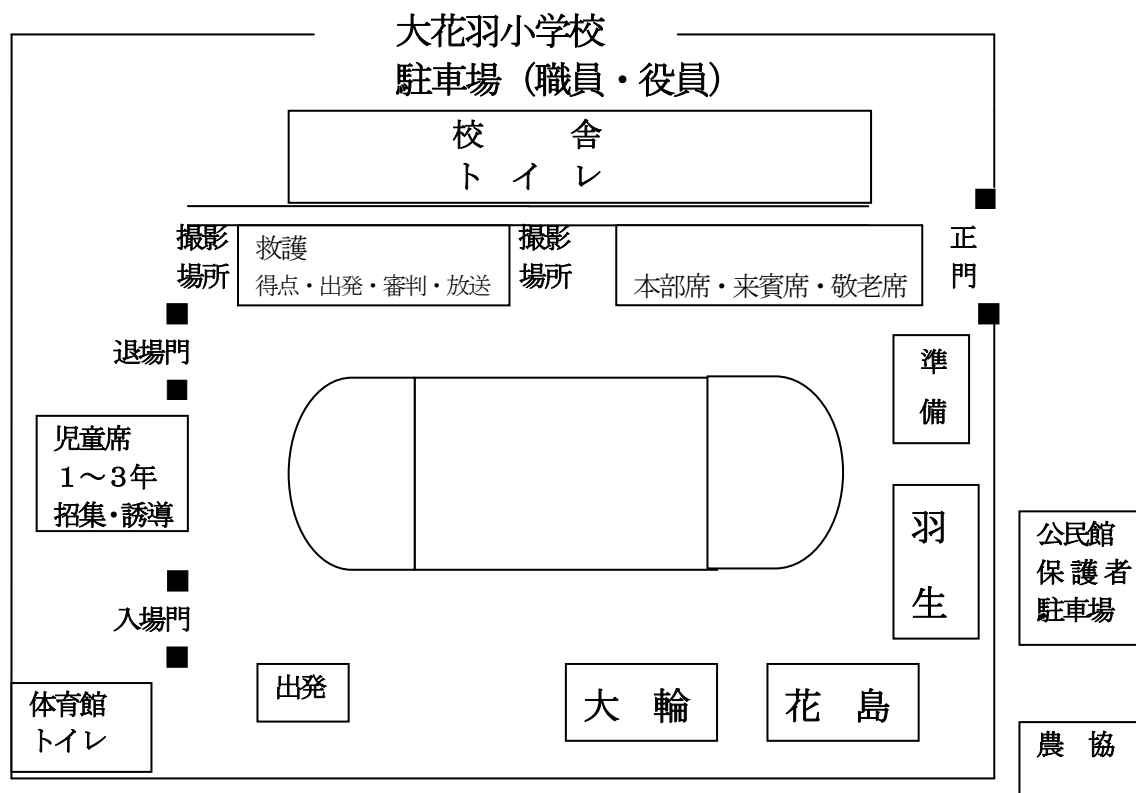 大花羽小学校
駐車場（職員・役員）
校　　舎
ト　イ　レ
撮影
場所
救護
得点・出発・審判・放送
撮影
場所
本部席・来賓席・敬老席
正
門
退場門
準
備
児童席
１～３年
招集・誘導
羽
生
公民館
保 護 者
駐車場
入場門
体育館
トイレ
出発
大　輪
花　島
農　協